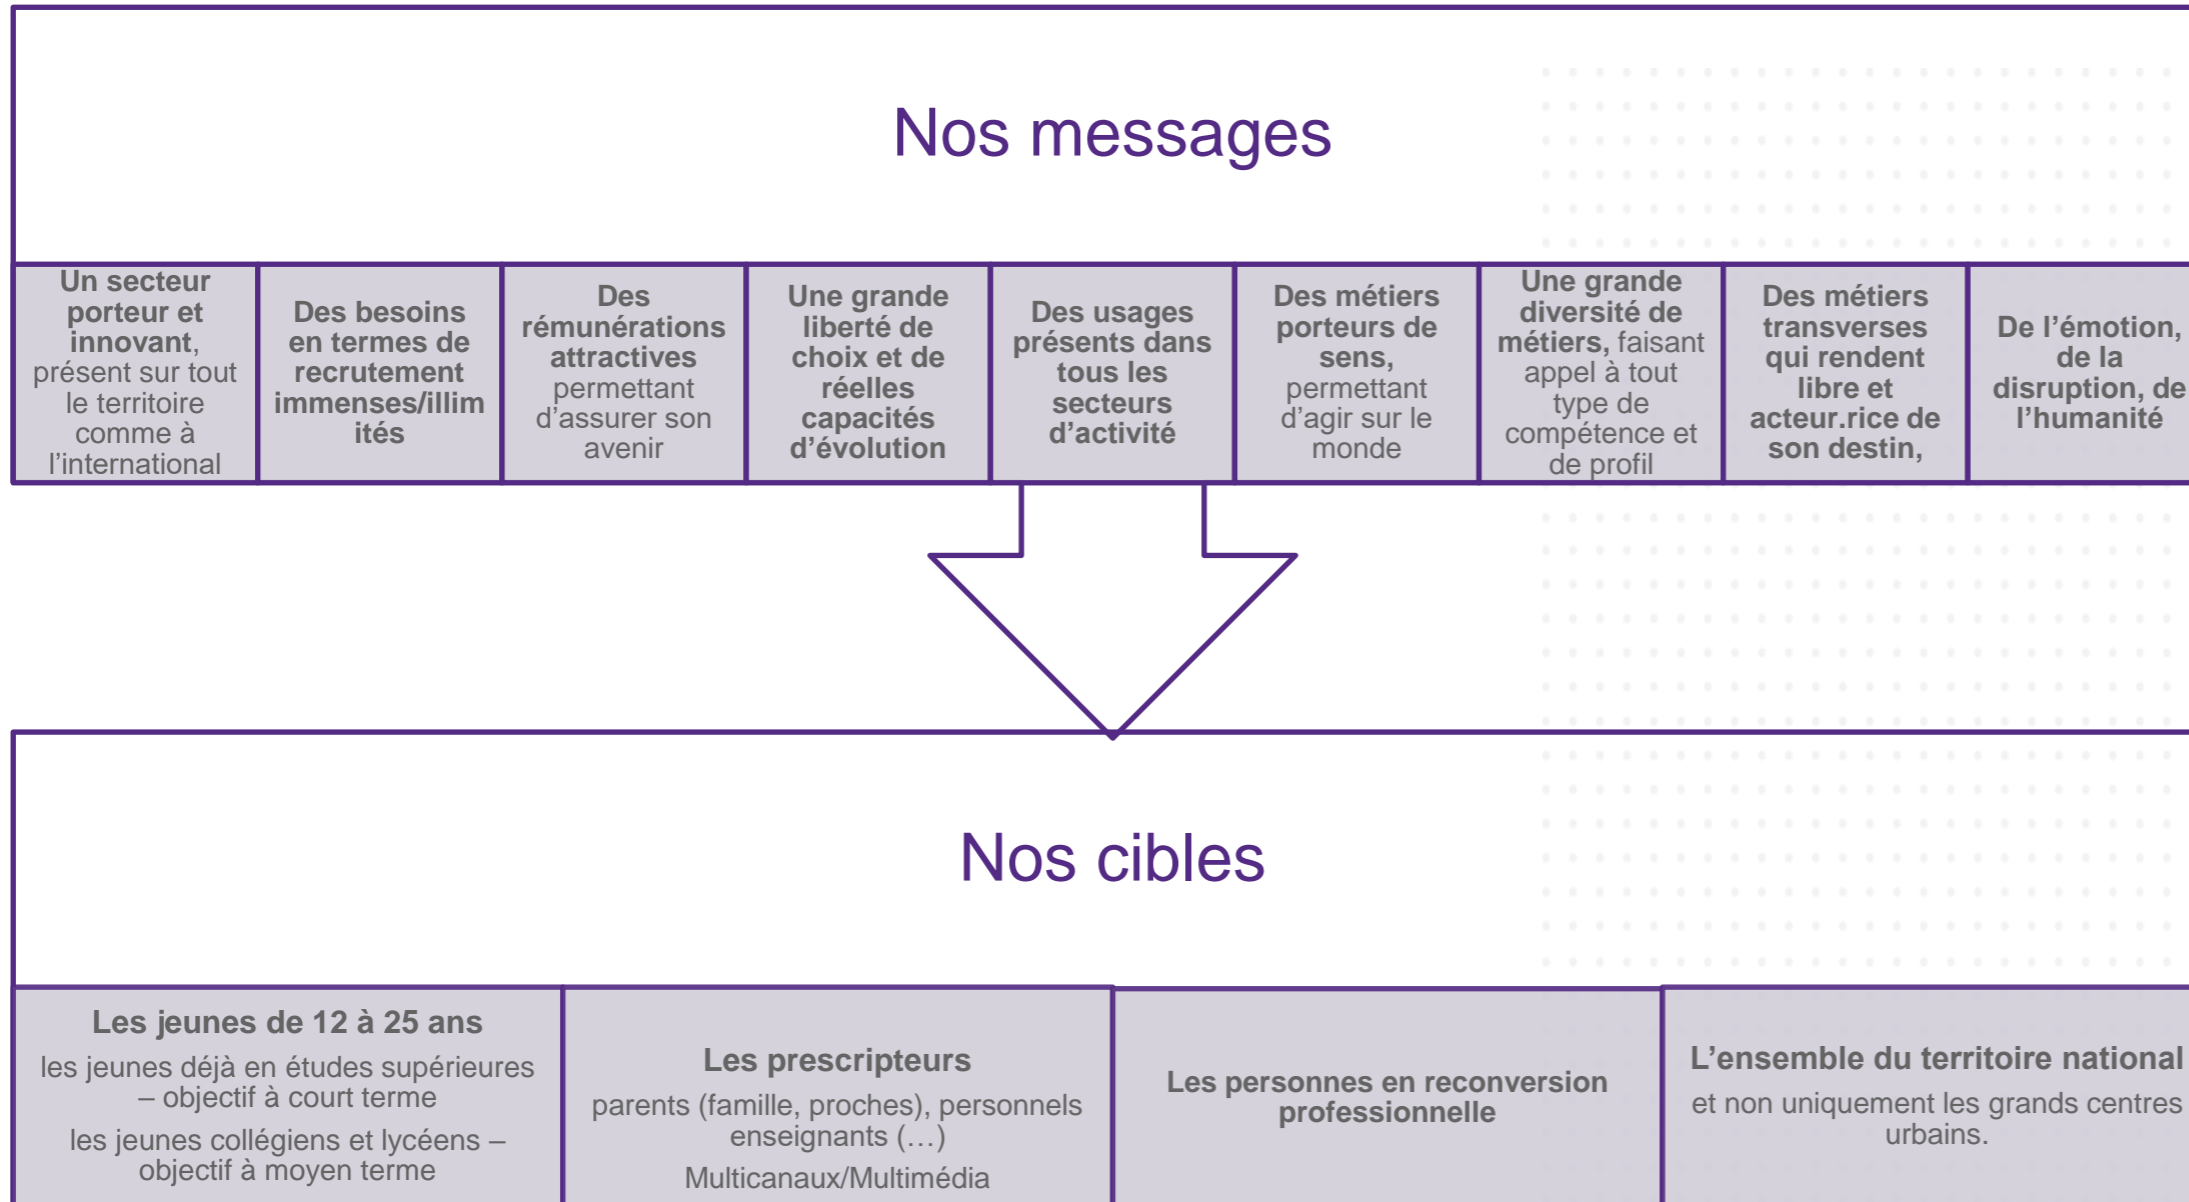 Nos messages
Un secteur
porteur et
innovant,
présent sur tout
le territoire
comme à
l’international
Des besoins
en termes de
recrutement
immenses/illim
ités
Des
rémunérations
attractives
permettant
d’assurer son
avenir
Une grande
liberté de
choix et de
réelles
capacités
d’évolution
Des usages
présents dans
tous les
secteurs
d’activité
Des métiers
porteurs de
sens,
permettant
d’agir sur le
monde
Une grande
diversité de
métiers, faisant
appel à tout
type de
compétence et
de profil
Des métiers
transverses
qui rendent
libre et
acteur.rice de
son destin,
De l’émotion,
de la
disruption, de
l’humanité
Nos cibles
Les jeunes de 12 à 25 ans
les jeunes déjà en études supérieures
– objectif à court terme
les jeunes collégiens et lycéens –
objectif à moyen terme
Les prescripteurs
parents (famille, proches), personnels
enseignants (…)
Multicanaux/Multimédia
Les personnes en reconversion
professionnelle
L’ensemble du territoire national
et non uniquement les grands centres
urbains.